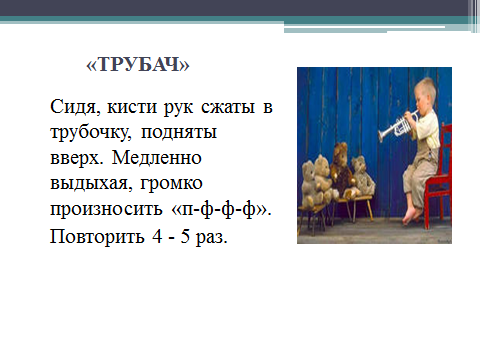 «ТРУБАЧ»
Сидя, кисти рук сжаты в
трубочку, подняты
вверх. Медленно
выдыхая, громко
произносить «п-ф-ф-ф».
Повторить 4 - 5 раз.